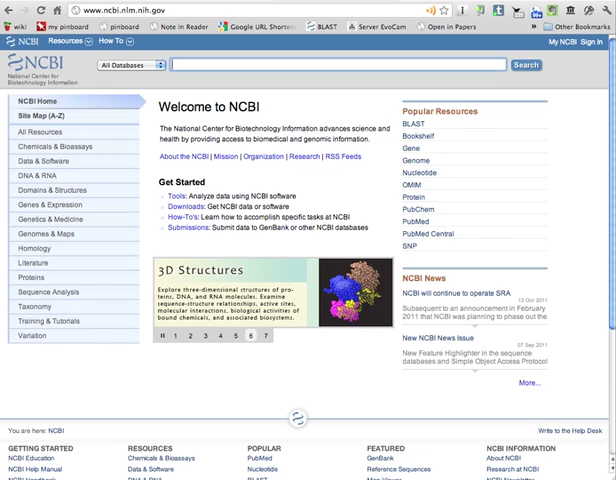 www.ncbi.nlm.nih.gov
wiki my pinboard pinboard Note in Reader Google URL Shorten BLAST Server EvoCam Open in Papers Other Bookmarks
NCBI Resources How To My NCBI Sign In
NCBI
National Center for
Biotechnology Information
All Databases
Search
NCBI Home
Site Map (A-Z)
All Resources
Chemicals & Bioassays
Data & Software
DNA & RNA
Domains & Structures
Genes & Expression
Genetics & Medicine
Genomes & Maps
Homology
Literature
Proteins
Sequence Analysis
Taxonomy
Training & Tutorials
Variation
Welcome to NCBI
The National Center for Biotechnology Information advances science and
health by providing access to biomedical and genomic information.
About the NCBI | Mission | Organization | Research | RSS Feeds
Get Started
Tools: Analyze data using NCBI software
Downloads: Get NCBI data or software
How-To's: Learn how to accomplish specific tasks at NCBI
Submissions: Submit data to GenBank or other NCBI databases
3D Structures
Explore three-dimensional structures of pro-
teins, DNA, and RNA molecules. Examine
sequence-structure relationships, active sites,
molecular interactions, biological activities of
bound chemicals, and associated biosystems.
1 2 3 4 5 6 7
Popular Resources
BLAST
Bookshelf
Gene
Genome
Nucleotide
OMIM
Protein
PubChem
PubMed
PubMed Central
SNP
NCBI News
NCBI will continue to operate SRA
13 Oct 2011
Subsequent to an announcement in February
2011 that NCBI was planning to phase out the
New NCBI News Issue
07 Sep 2011
New Feature Highlighter in the sequence
databases and Simple Object Access Protocol
More...
You are here: NCBI Write to the Help Desk
GETTING STARTED
NCBI Education
NCBI Help Manual
NCBI Handbook
RESOURCES
Chemicals & Bioassays
Data & Software
DNA & RNA
POPULAR
PubMed
Nucleotide
BLAST
FEATURED
GenBank
Reference Sequences
Map Viewer
NCBI INFORMATION
About NCBI
Research at NCBI
NCBI Newsletter